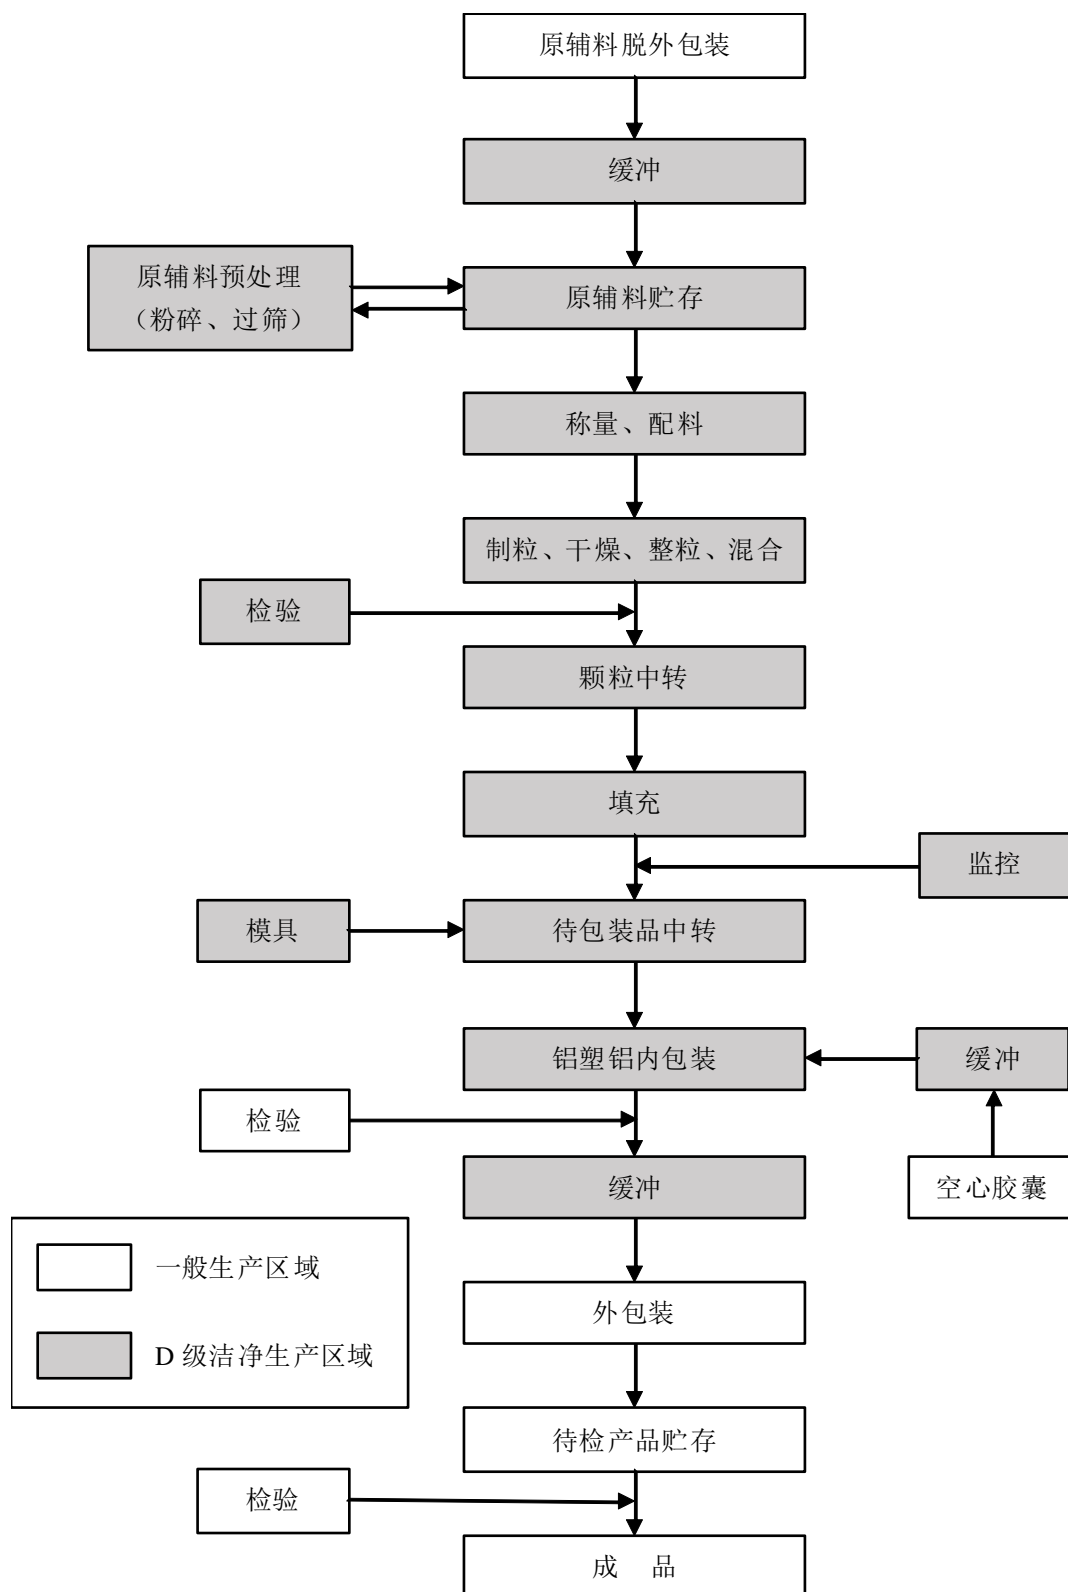 原辅料脱外包装
缓冲
原辅料预处理
（粉碎、过筛）
原辅料贮存
称量、配料
制粒、干燥、整粒、混合
检验
颗粒中转
填充
监控
模具
待包装品中转
铝塑铝内包装
缓冲
检验
缓冲
空心胶囊
一般生产区域
外包装
D 级洁净生产区域
待检产品贮存
检验
成 品